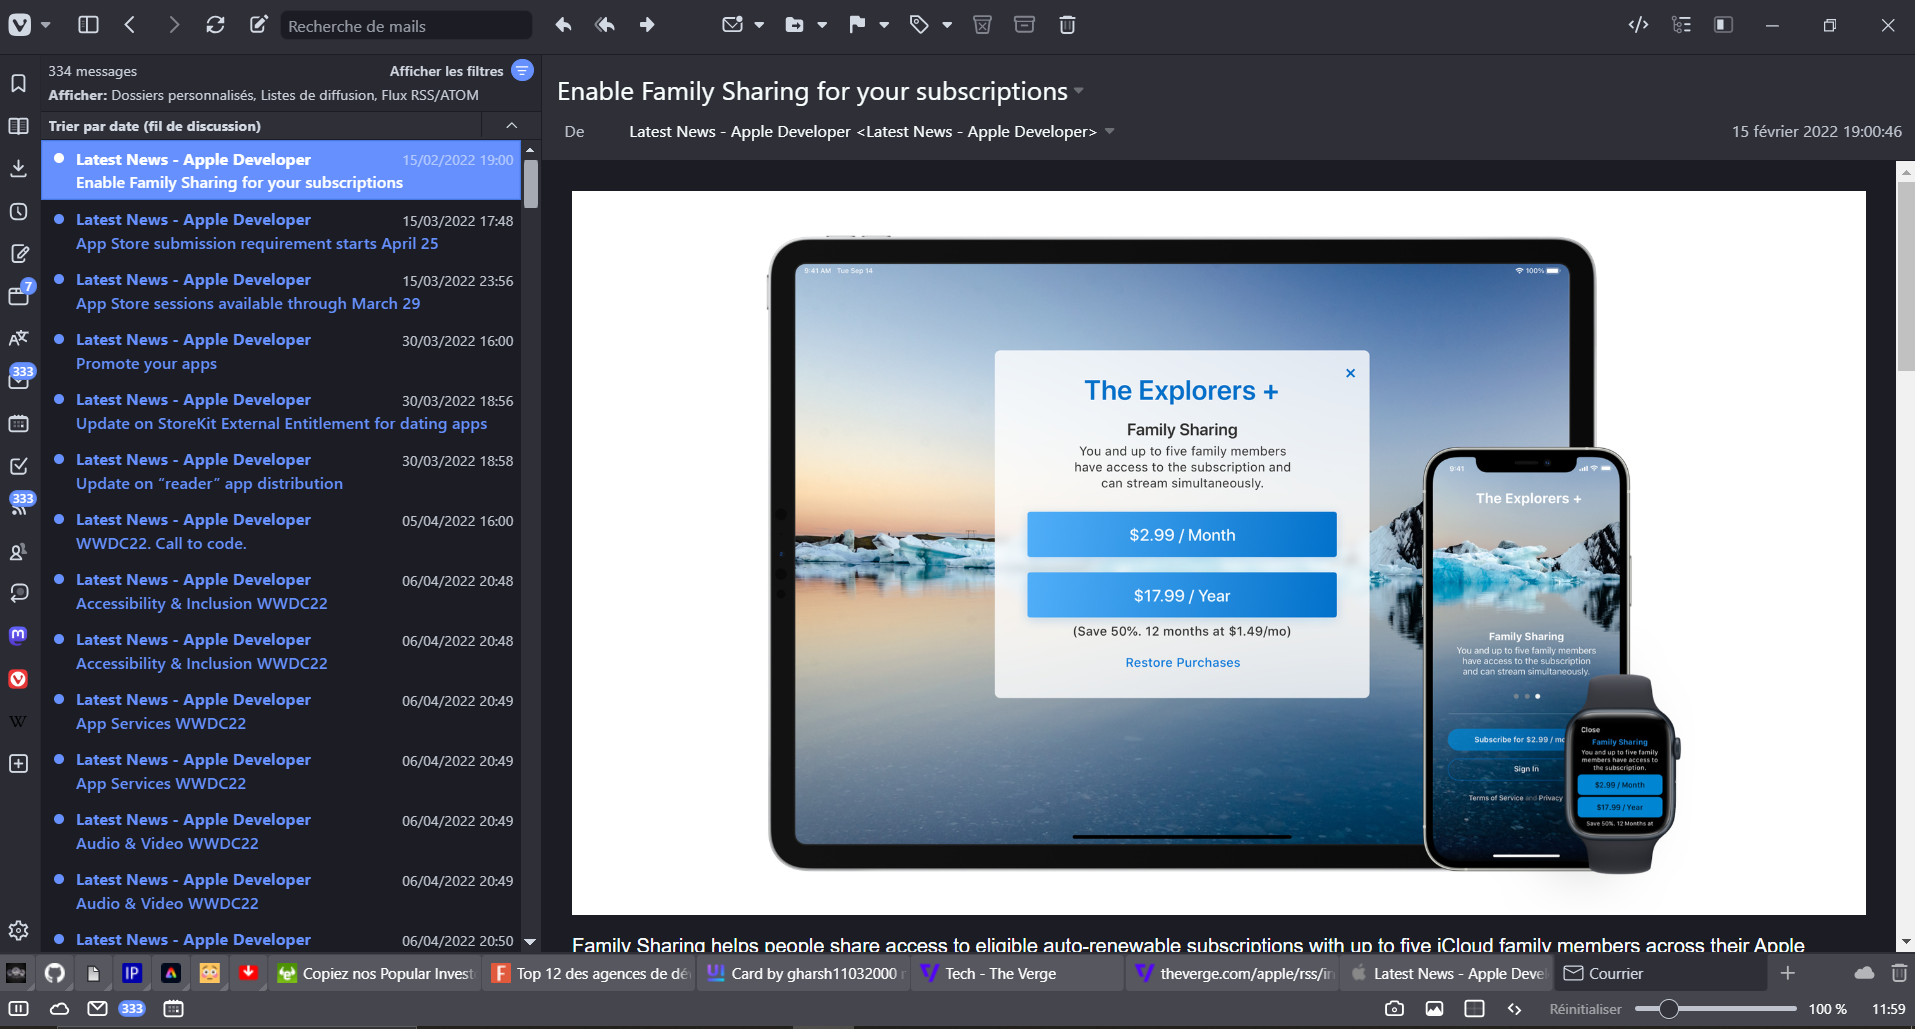 Recherche de mails
334 messages
Afficher les filtres
Afficher: Dossiers personnalisés, Listes de diffusion, Flux RSS/ATOM
Trier par date (fil de discussion)
Latest News - Apple Developer 15/02/2022 19:00
Enable Family Sharing for your subscriptions
Latest News - Apple Developer 15/03/2022 17:48
App Store submission requirement starts April 25
Latest News - Apple Developer 15/03/2022 23:56
App Store sessions available through March 29
Latest News - Apple Developer 30/03/2022 16:00
Promote your apps
Latest News - Apple Developer 30/03/2022 18:56
Update on StoreKit External Entitlement for dating apps
Latest News - Apple Developer 30/03/2022 18:58
Update on “reader” app distribution
Latest News - Apple Developer 05/04/2022 16:00
WWDC22. Call to code.
Latest News - Apple Developer 06/04/2022 20:48
Accessibility & Inclusion WWDC22
Latest News - Apple Developer 06/04/2022 20:48
Accessibility & Inclusion WWDC22
Latest News - Apple Developer 06/04/2022 20:49
App Services WWDC22
Latest News - Apple Developer 06/04/2022 20:49
App Services WWDC22
Latest News - Apple Developer 06/04/2022 20:49
Audio & Video WWDC22
Latest News - Apple Developer 06/04/2022 20:49
Audio & Video WWDC22
Latest News - Apple Developer 06/04/2022 20:50
7
333
333
Enable Family Sharing for your subscriptions
De Latest News - Apple Developer <Latest News - Apple Developer> 15 février 2022 19:00:46
9:41 AM Tue Sep 14 100%
The Explorers +
Family Sharing
You and up to five family members
have access to the subscription and
can stream simultaneously.
$2.99 / Month
$17.99 / Year
(Save 50%. 12 months at $1.49/mo)
Restore Purchases
9:41
The Explorers +
Family Sharing
You and up to five family members
have access to the subscription
and can stream simultaneously.
Subscribe for $2.99 / mo
Sign In
Terms of Service and Privacy
Close
Family Sharing
You and up to five family
members have access to
the subscription.
$2.99 / Month
$17.99 / Year
Save 50%. 12 Months at
Family Sharing helps people share access to eligible auto-renewable subscriptions with up to five iCloud family members across their Apple
IP
Copiez nos Popular Invest
Top 12 des agences de dé
Card by gharsh11032000
Tech - The Verge
theverge.com/apple/rss/in
Latest News - Apple Devel
Courrier
333
Réinitialiser 100 % 11:59